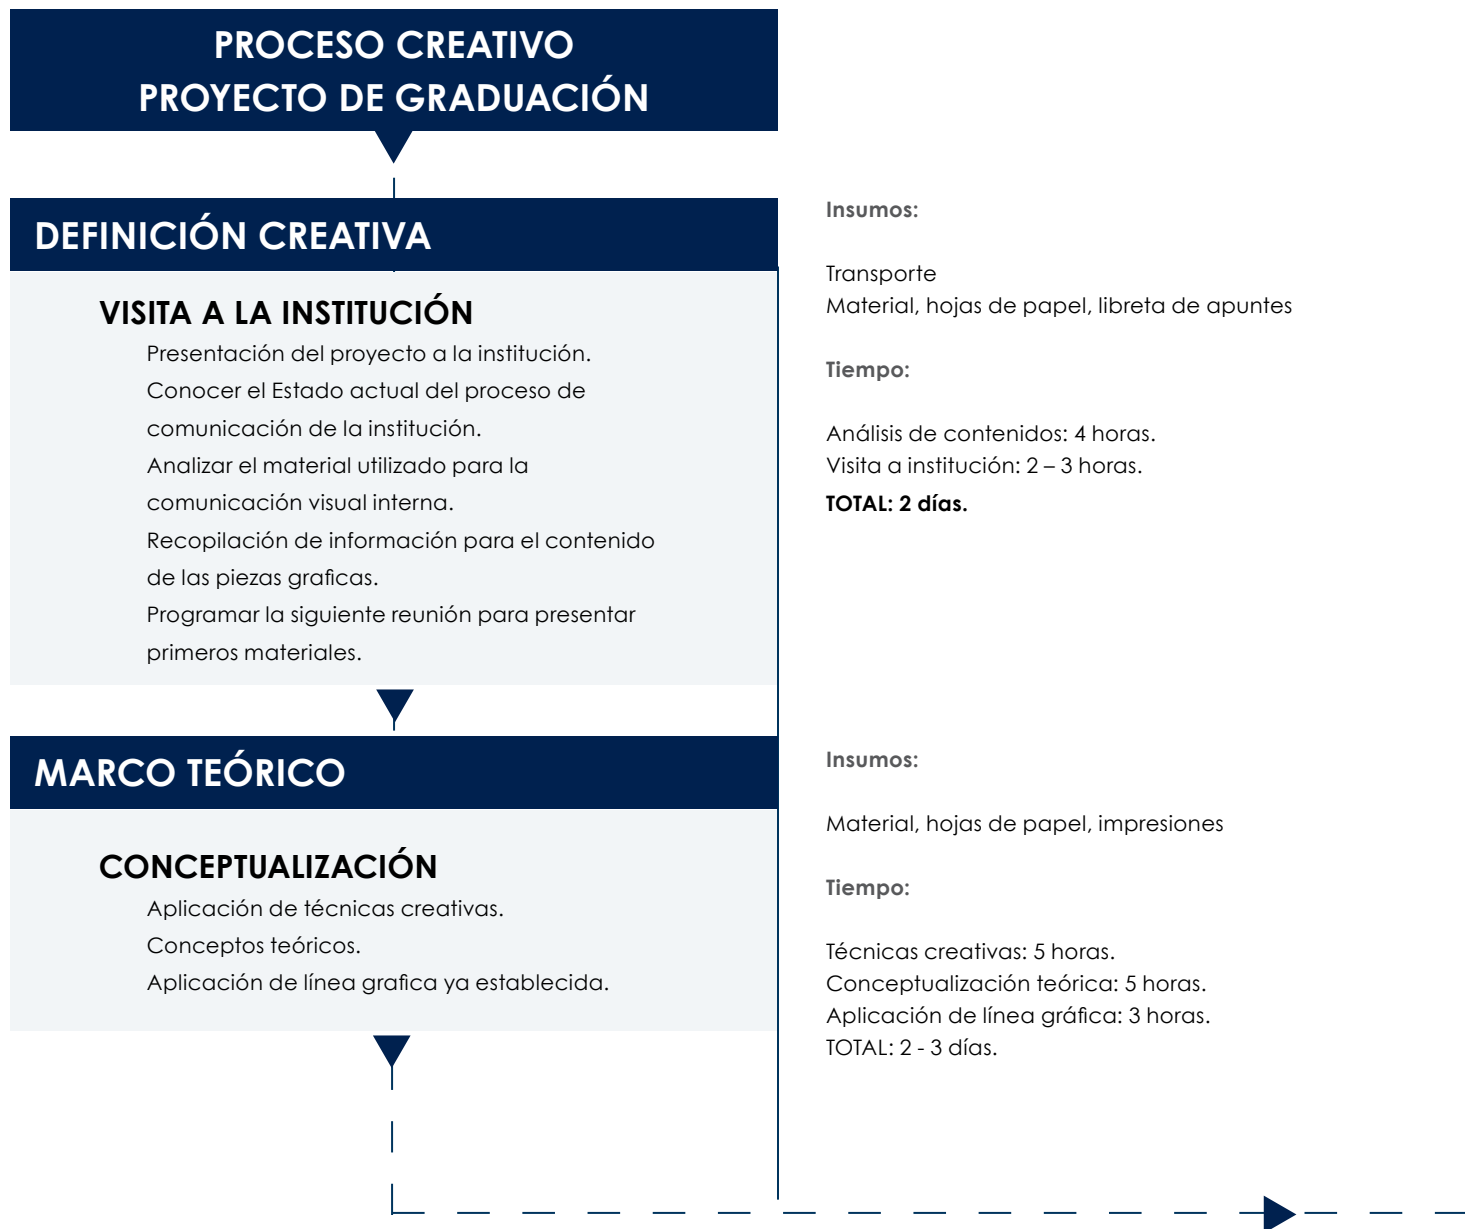 PROCESO CREATIVO
PROYECTO DE GRADUACIÓN
DEFINICIÓN CREATIVA
VISITA A LA INSTITUCIÓN
Presentación del proyecto a la institución.
Conocer el Estado actual del proceso de
comunicación de la institución.
Analizar el material utilizado para la
comunicación visual interna.
Recopilación de información para el contenido
de las piezas graficas.
Programar la siguiente reunión para presentar
primeros materiales.
Insumos:
Transporte
Material, hojas de papel, libreta de apuntes
Tiempo:
Análisis de contenidos: 4 horas.
Visita a institución: 2 – 3 horas.
TOTAL: 2 días.
MARCO TEÓRICO
CONCEPTUALIZACIÓN
Aplicación de técnicas creativas.
Conceptos teóricos.
Aplicación de línea grafica ya establecida.
Insumos:
Material, hojas de papel, impresiones
Tiempo:
Técnicas creativas: 5 horas.
Conceptualización teórica: 5 horas.
Aplicación de línea gráfica: 3 horas.
TOTAL: 2 - 3 días.